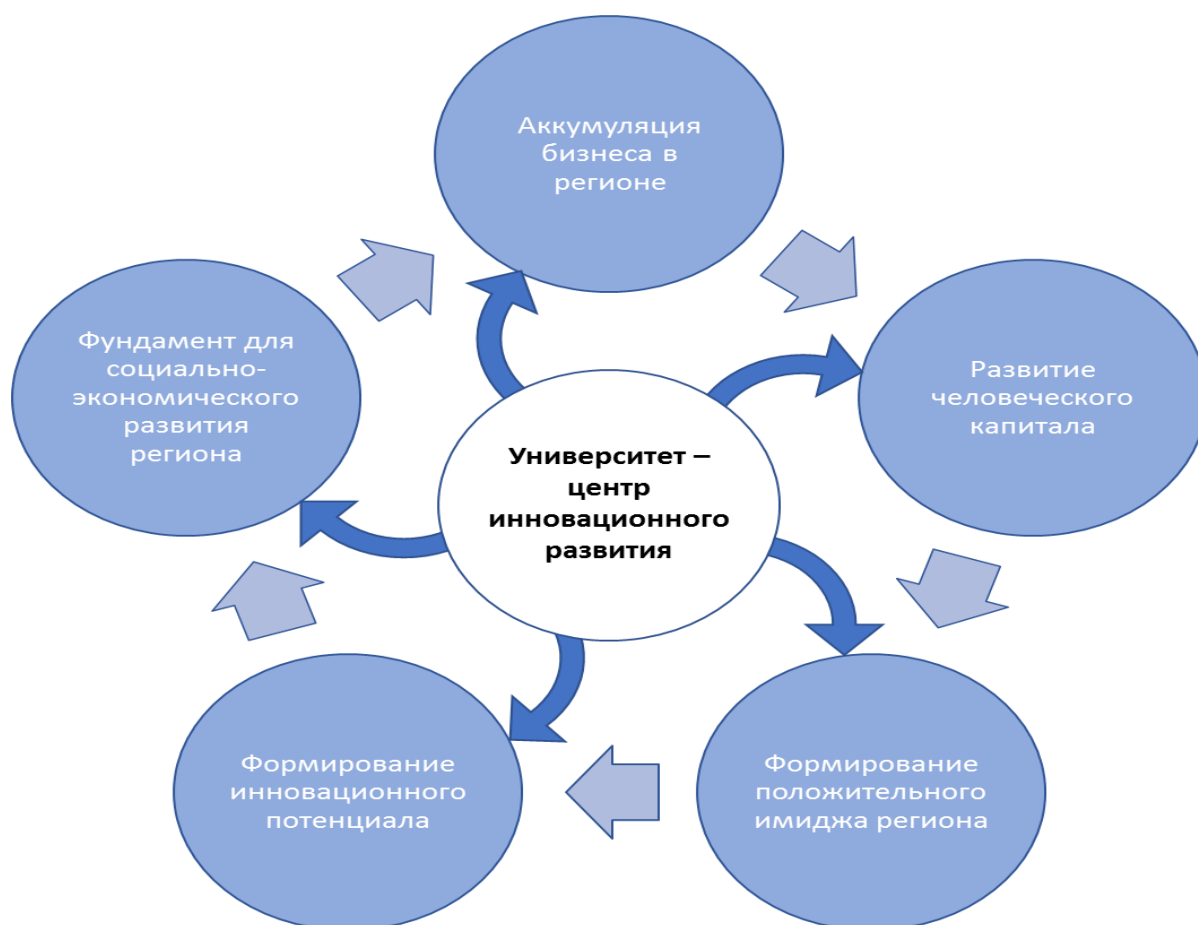 Аккумуляция
бизнеса в
регионе
Фундамент для
социально-
экономического
развития
региона
Развитие
человеческого
капитала
Университет –
центр
инновационного
развития
Формирование
инновационного
потенциала
Формирование
положительного
имиджа региона